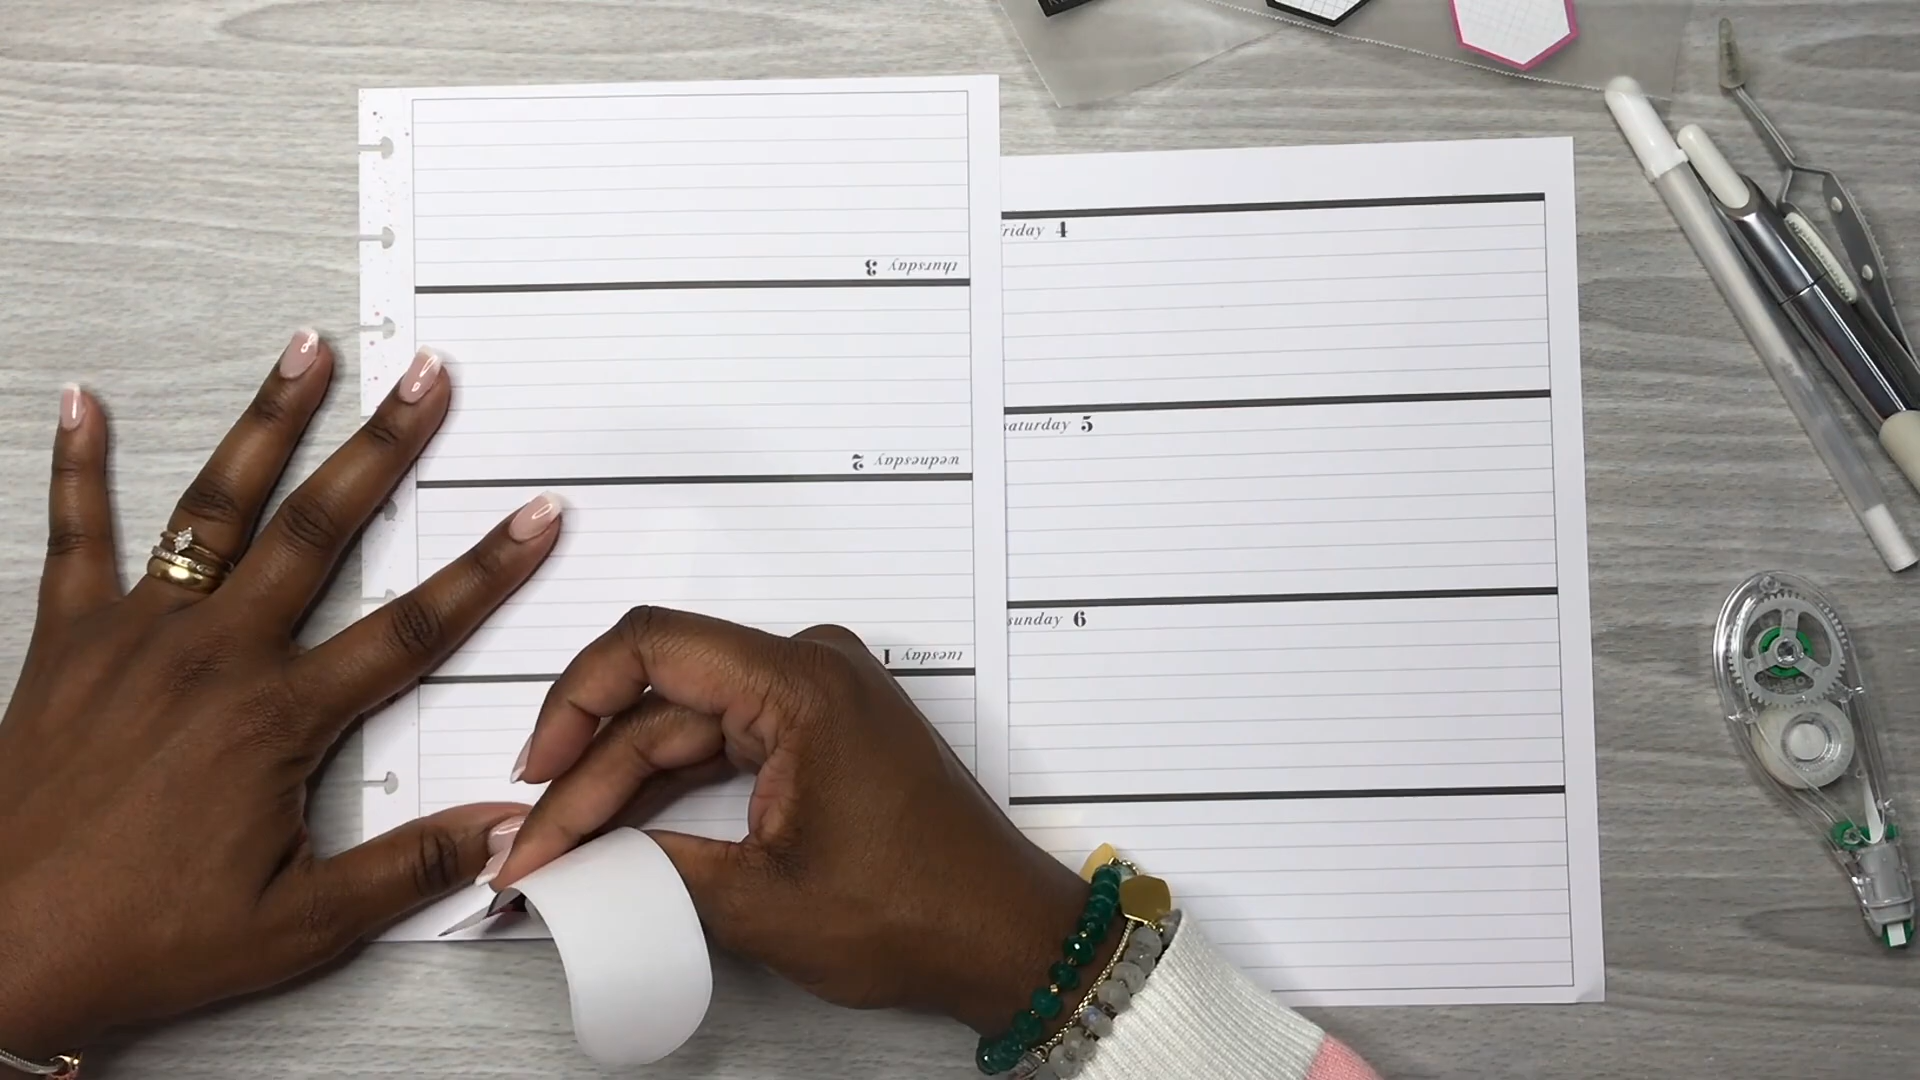 thursday 3
wednesday 2
tuesday 1
friday 4
saturday 5
sunday 6